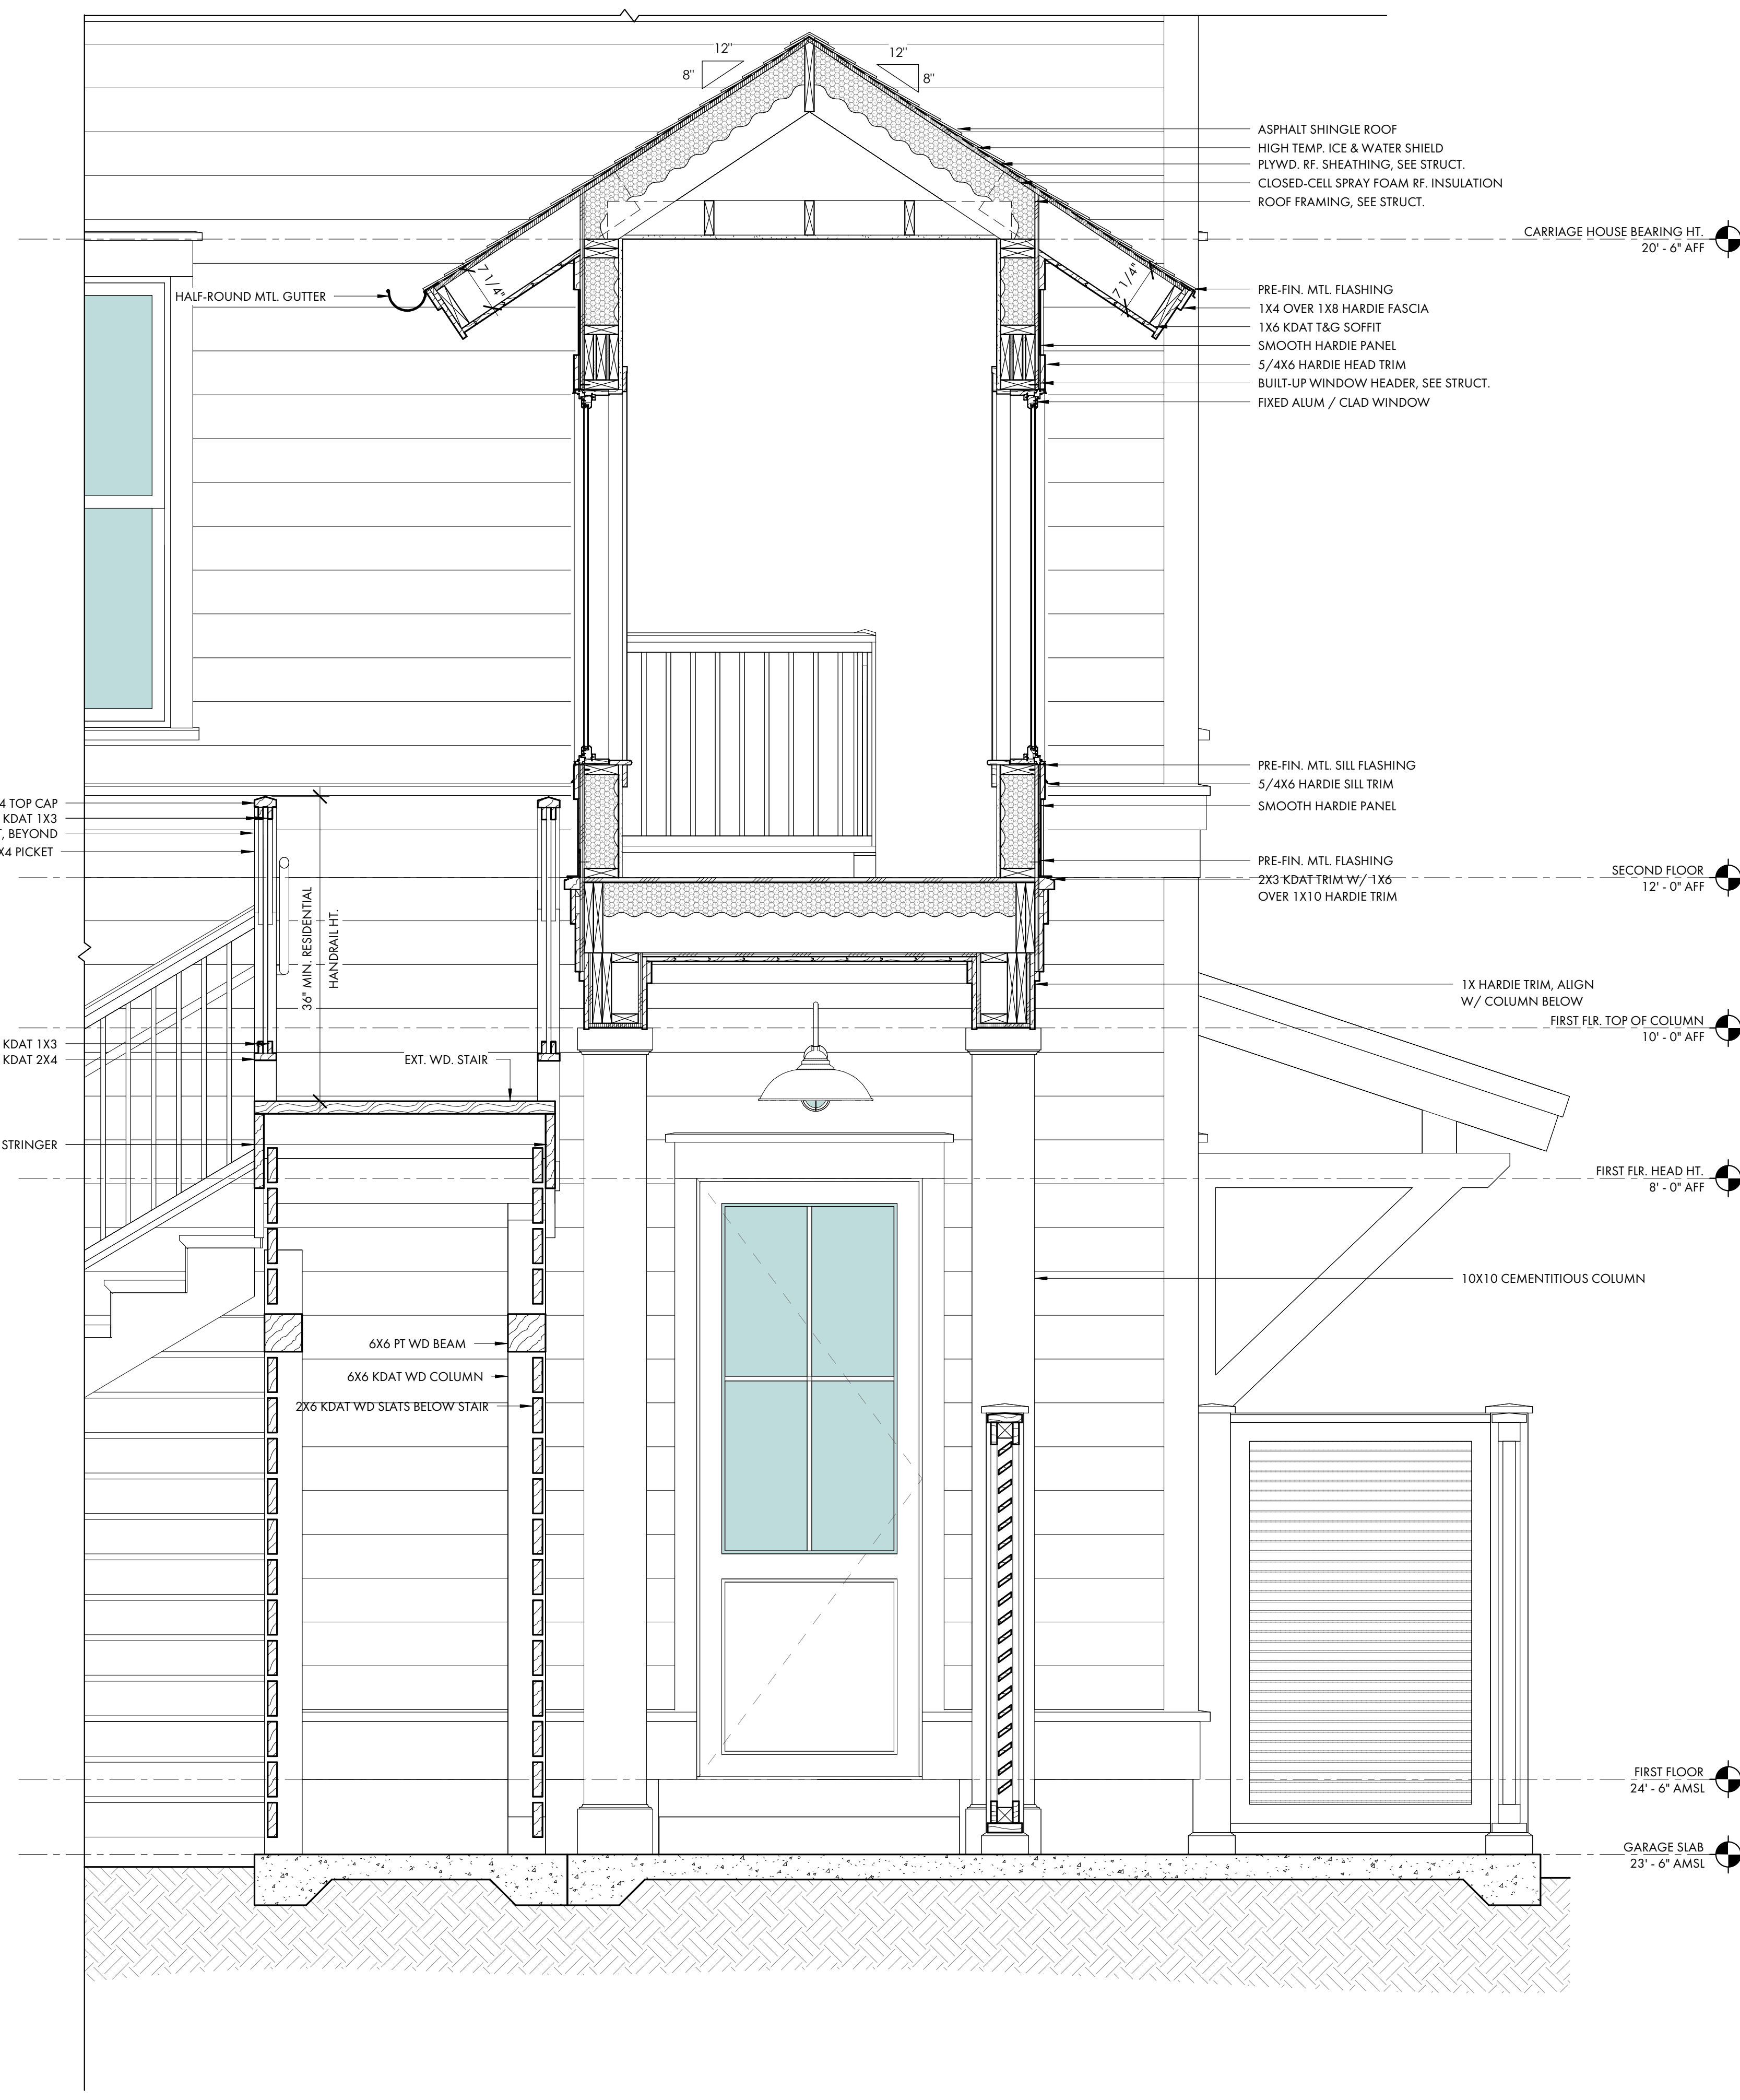 12"
8"
12"
8"
ASPHALT SHINGLE ROOF
HIGH TEMP. ICE & WATER SHIELD
PLYWD. RF. SHEATHING, SEE STRUCT.
CLOSED-CELL SPRAY FOAM RF. INSULATION
ROOF FRAMING, SEE STRUCT.
CARRIAGE HOUSE BEARING HT.
20' - 6" AFF
7 1/4"
7 1/4"
HALF-ROUND MTL. GUTTER
PRE-FIN. MTL. FLASHING
1X4 OVER 1X8 HARDIE FASCIA
1X6 KDAT T&G SOFFIT
SMOOTH HARDIE PANEL
5/4X6 HARDIE HEAD TRIM
BUILT-UP WINDOW HEADER, SEE STRUCT.
FIXED ALUM / CLAD WINDOW
PRE-FIN. MTL. SILL FLASHING
5/4X6 HARDIE SILL TRIM
SMOOTH HARDIE PANEL
4 TOP CAP
KDAT 1X3
, BEYOND
X4 PICKET
PRE-FIN. MTL. FLASHING
2X3 KDAT TRIM W/ 1X6
OVER 1X10 HARDIE TRIM
SECOND FLOOR
12' - 0" AFF
36" MIN. RESIDENTIAL
HANDRAIL HT.
1X HARDIE TRIM, ALIGN
W/ COLUMN BELOW
FIRST FLR. TOP OF COLUMN
10' - 0" AFF
KDAT 1X3
KDAT 2X4
EXT. WD. STAIR
STRINGER
FIRST FLR. HEAD HT.
8' - 0" AFF
10X10 CEMENTITIOUS COLUMN
6X6 PT WD BEAM
6X6 KDAT WD COLUMN
2X6 KDAT WD SLATS BELOW STAIR
FIRST FLOOR
24' - 6" AMSL
GARAGE SLAB
23' - 6" AMSL